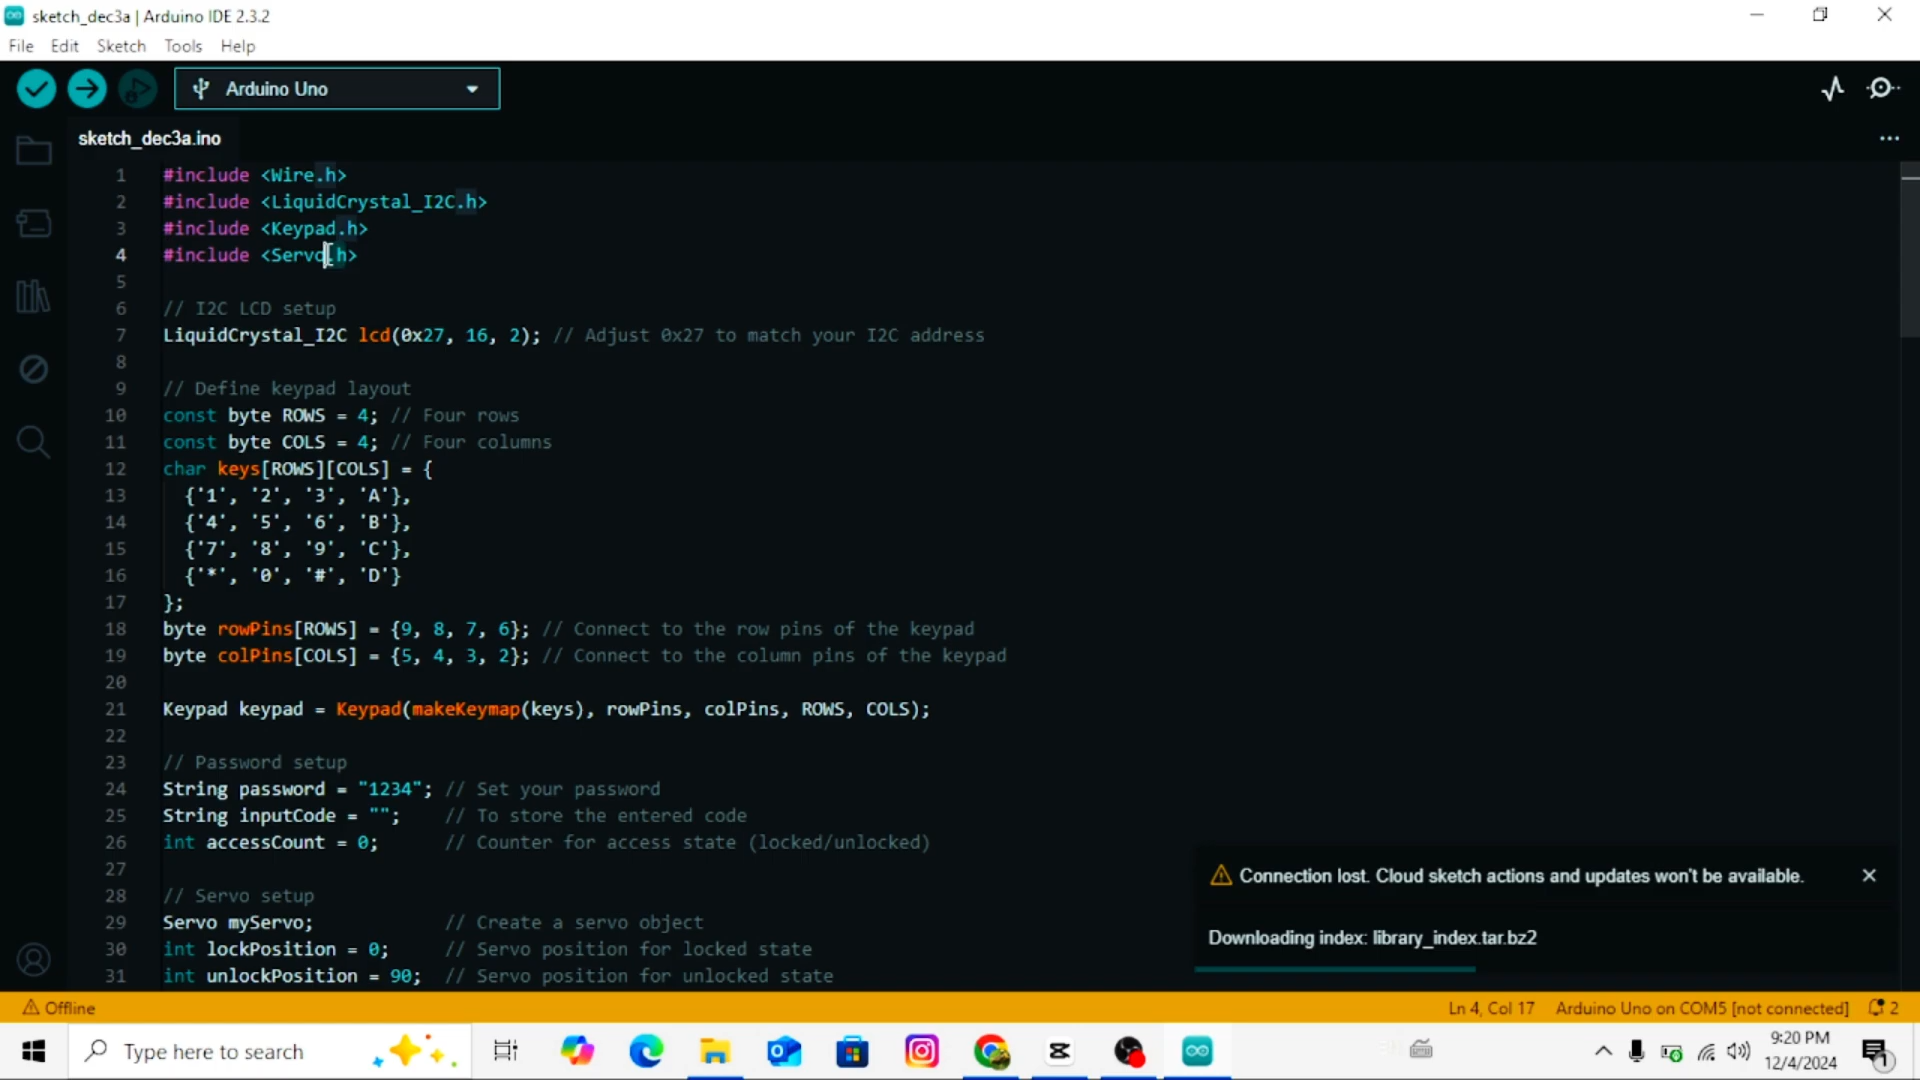 sketch_dec3a | Arduino IDE 2.3.2
File Edit Sketch Tools Help
Arduino Uno
sketch_dec3a.ino
1 #include <Wire.h>
2 #include <LiquidCrystal_I2C.h>
3 #include <Keypad.h>
4 #include <Servo.h>
5
6 // I2C LCD setup
7 LiquidCrystal_I2C lcd(0x27, 16, 2); // Adjust 0x27 to match your I2C address
8
9 // Define keypad layout
10 const byte ROWS = 4; // Four rows
11 const byte COLS = 4; // Four columns
12 char keys[ROWS][COLS] = {
13 {'1', '2', '3', 'A'},
14 {'4', '5', '6', 'B'},
15 {'7', '8', '9', 'C'},
16 {'*', '0', '#', 'D'}
17 };
18 byte rowPins[ROWS] = {9, 8, 7, 6}; // Connect to the row pins of the keypad
19 byte colPins[COLS] = {5, 4, 3, 2}; // Connect to the column pins of the keypad
20
21 Keypad keypad = Keypad(makeKeymap(keys), rowPins, colPins, ROWS, COLS);
22
23 // Password setup
24 String password = "1234"; // Set your password
25 String inputCode = ""; // To store the entered code
26 int accessCount = 0; // Counter for access state (locked/unlocked)
27
28 // Servo setup
29 Servo myServo; // Create a servo object
30 int lockPosition = 0; // Servo position for locked state
31 int unlockPosition = 90; // Servo position for unlocked state
Connection lost. Cloud sketch actions and updates won't be available.
Downloading index: library_index.tar.bz2
Offline
Ln 4, Col 17 Arduino Uno on COM5 [not connected] 2
Type here to search
9:20 PM
12/4/2024
1